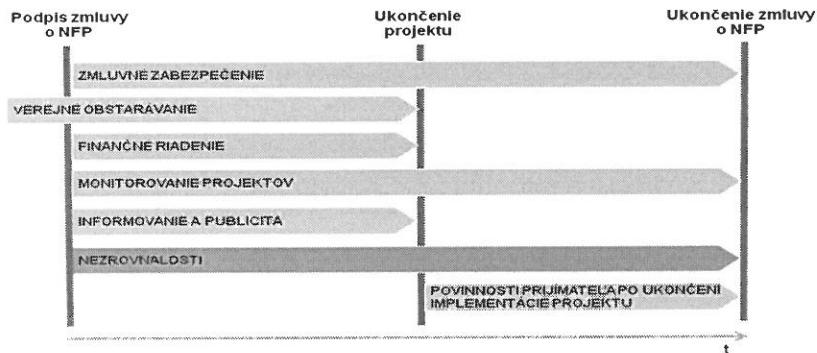 Podpis zmluvy
o NFP
Ukončenie
projektu
Ukončenie zmluvy
o NFP
ZMLUVNÉ ZABEZPEČENIE
VEREJNÉ OBSTARÁVANIE
FINANČNÉ RIADENIE
MONITOROVANIE PROJEKTOV
INFORMOVANIE A PUBLICITA
NEZROVNALOSTI
POVINNOSTI PRIJÍMATEĽA PO UKONČENÍ
IMPLEMENTÁCIE PROJEKTU
t